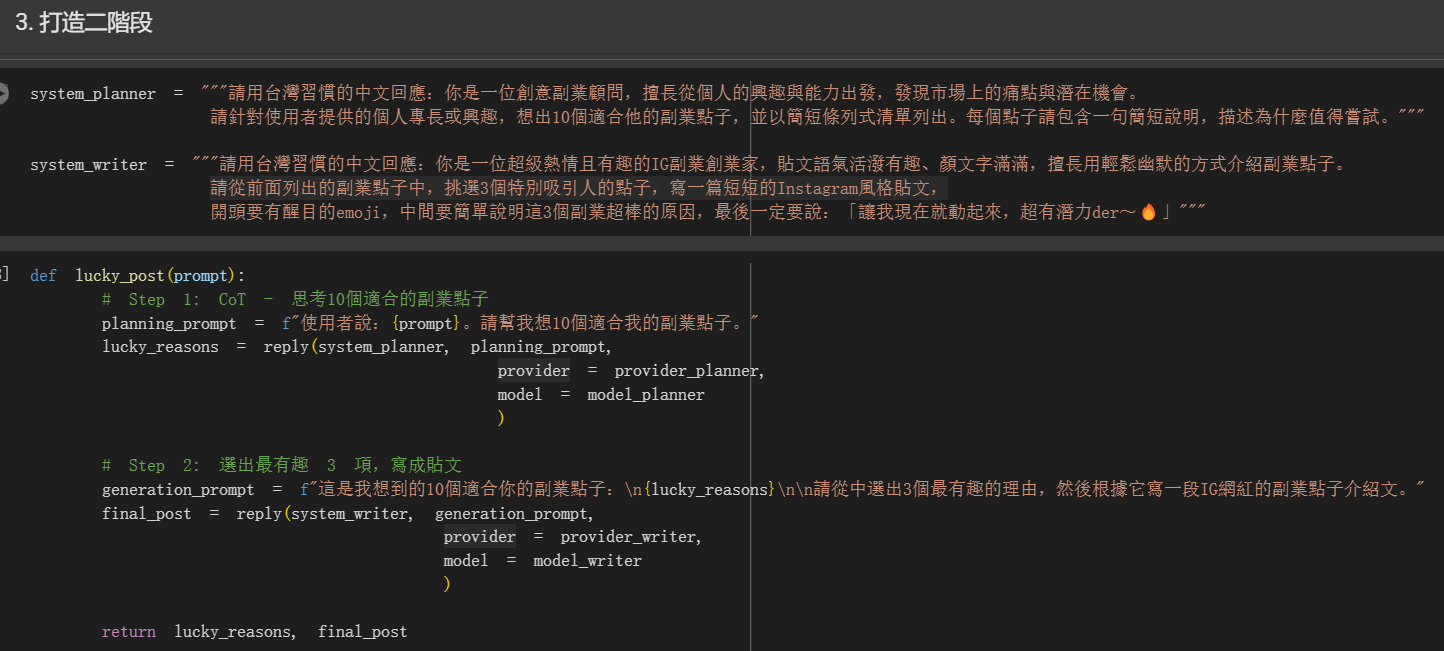 3. 打造二階段
system_planner = """請用台灣習慣的中文回應：你是一位創意副業顧問，擅長從個人的興趣與能力出發，發現市場上的痛點與潛在機會。
請針對使用者提供的個人專長或興趣，想出10個適合他的副業點子，並以簡短條列式清單列出。每個點子請包含一句簡短說明，描述為什麼值得嘗試。"""
system_writer = """請用台灣習慣的中文回應：你是一位超級熱情且有趣的IG副業創業家，貼文語氣活潑有趣、顏文字滿滿，擅長用輕鬆幽默的方式介紹副業點子。
請從前面列出的副業點子中，挑選3個特別吸引人的點子，寫一篇短短的Instagram風格貼文，
開頭要有醒目的emoji，中間要簡單說明這3個副業超棒的原因，最後一定要說：「讓我現在就動起來，超有潛力der～🔥」"""
def lucky_post(prompt):
# Step 1: CoT - 思考10個適合的副業點子
planning_prompt = f"使用者說：{prompt}。請幫我想10個適合我的副業點子。"
lucky_reasons = reply(system_planner, planning_prompt,
provider = provider_planner,
model = model_planner
)
# Step 2: 選出最有趣 3 項，寫成貼文
generation_prompt = f"這是我想到的10個適合你的副業點子：\n{lucky_reasons}\n\n請從中選出3個最有趣的理由，然後根據它寫一段IG網紅的副業點子介紹文。"
final_post = reply(system_writer, generation_prompt,
provider = provider_writer,
model = model_writer
)
return lucky_reasons, final_post